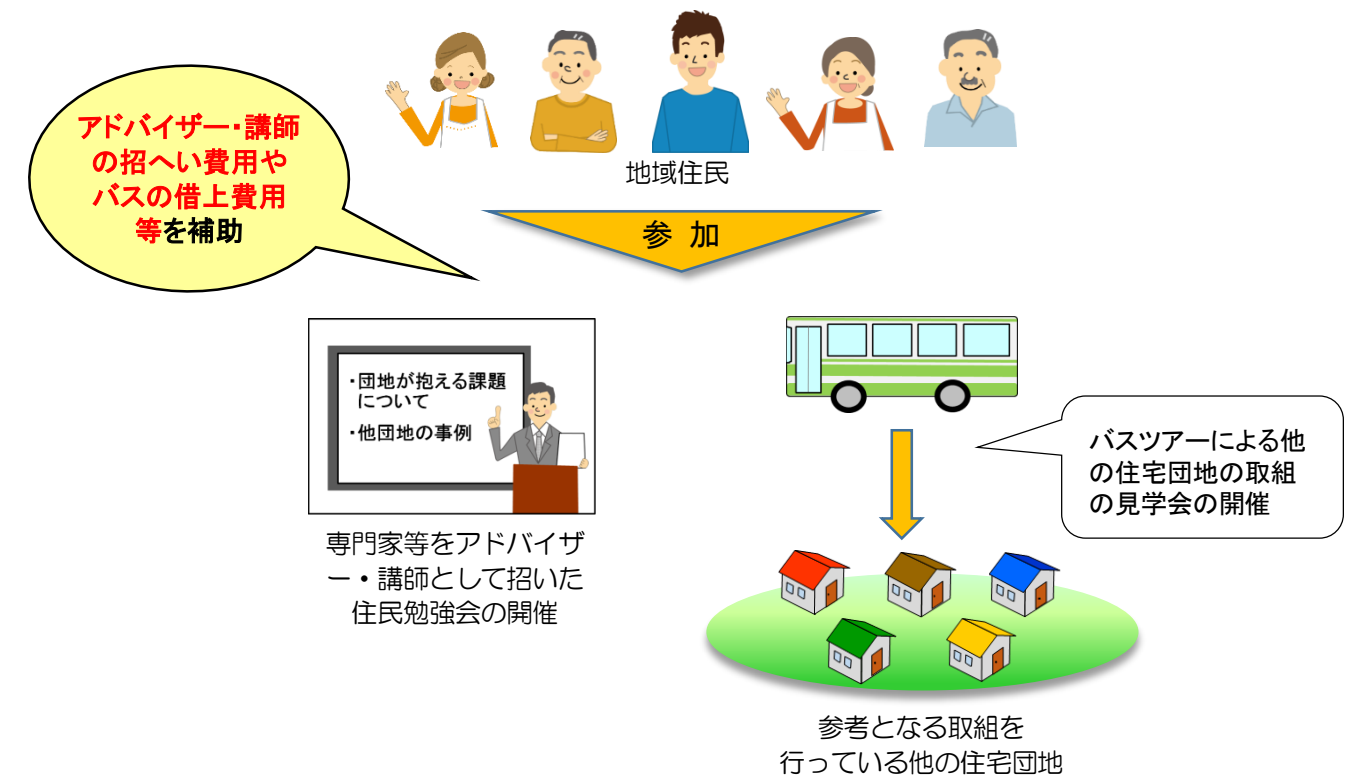 地域住民
アドバイザー・講師
の招へい費用や
バスの借上費用
等を補助
参 加
・団地が抱える課題
について
・他団地の事例
専門家等をアドバイザ
ー・講師として招いた
住民勉強会の開催
バスツアーによる他
の住宅団地の取組
の見学会の開催
参考となる取組を
行っている他の住宅団地